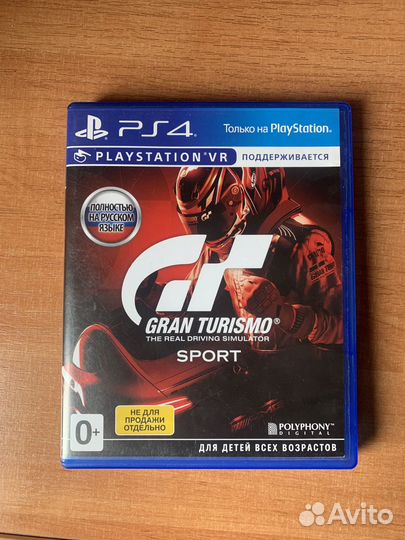 PS4
Только на PlayStation®
PLAYSTATION®VR ПОДДЕРЖИВАЕТСЯ
ПОЛНОСТЬЮ
НА РУССКОМ
ЯЗЫКЕ
GT
GRAN TURISMO®
THE REAL DRIVING SIMULATOR
SPORT
НЕ ДЛЯ
ПРОДАЖИ
ОТДЕЛЬНО
0+
POLYPHONY
DIGITAL
ДЛЯ ДЕТЕЙ ВСЕХ ВОЗРАСТОВ
Avito